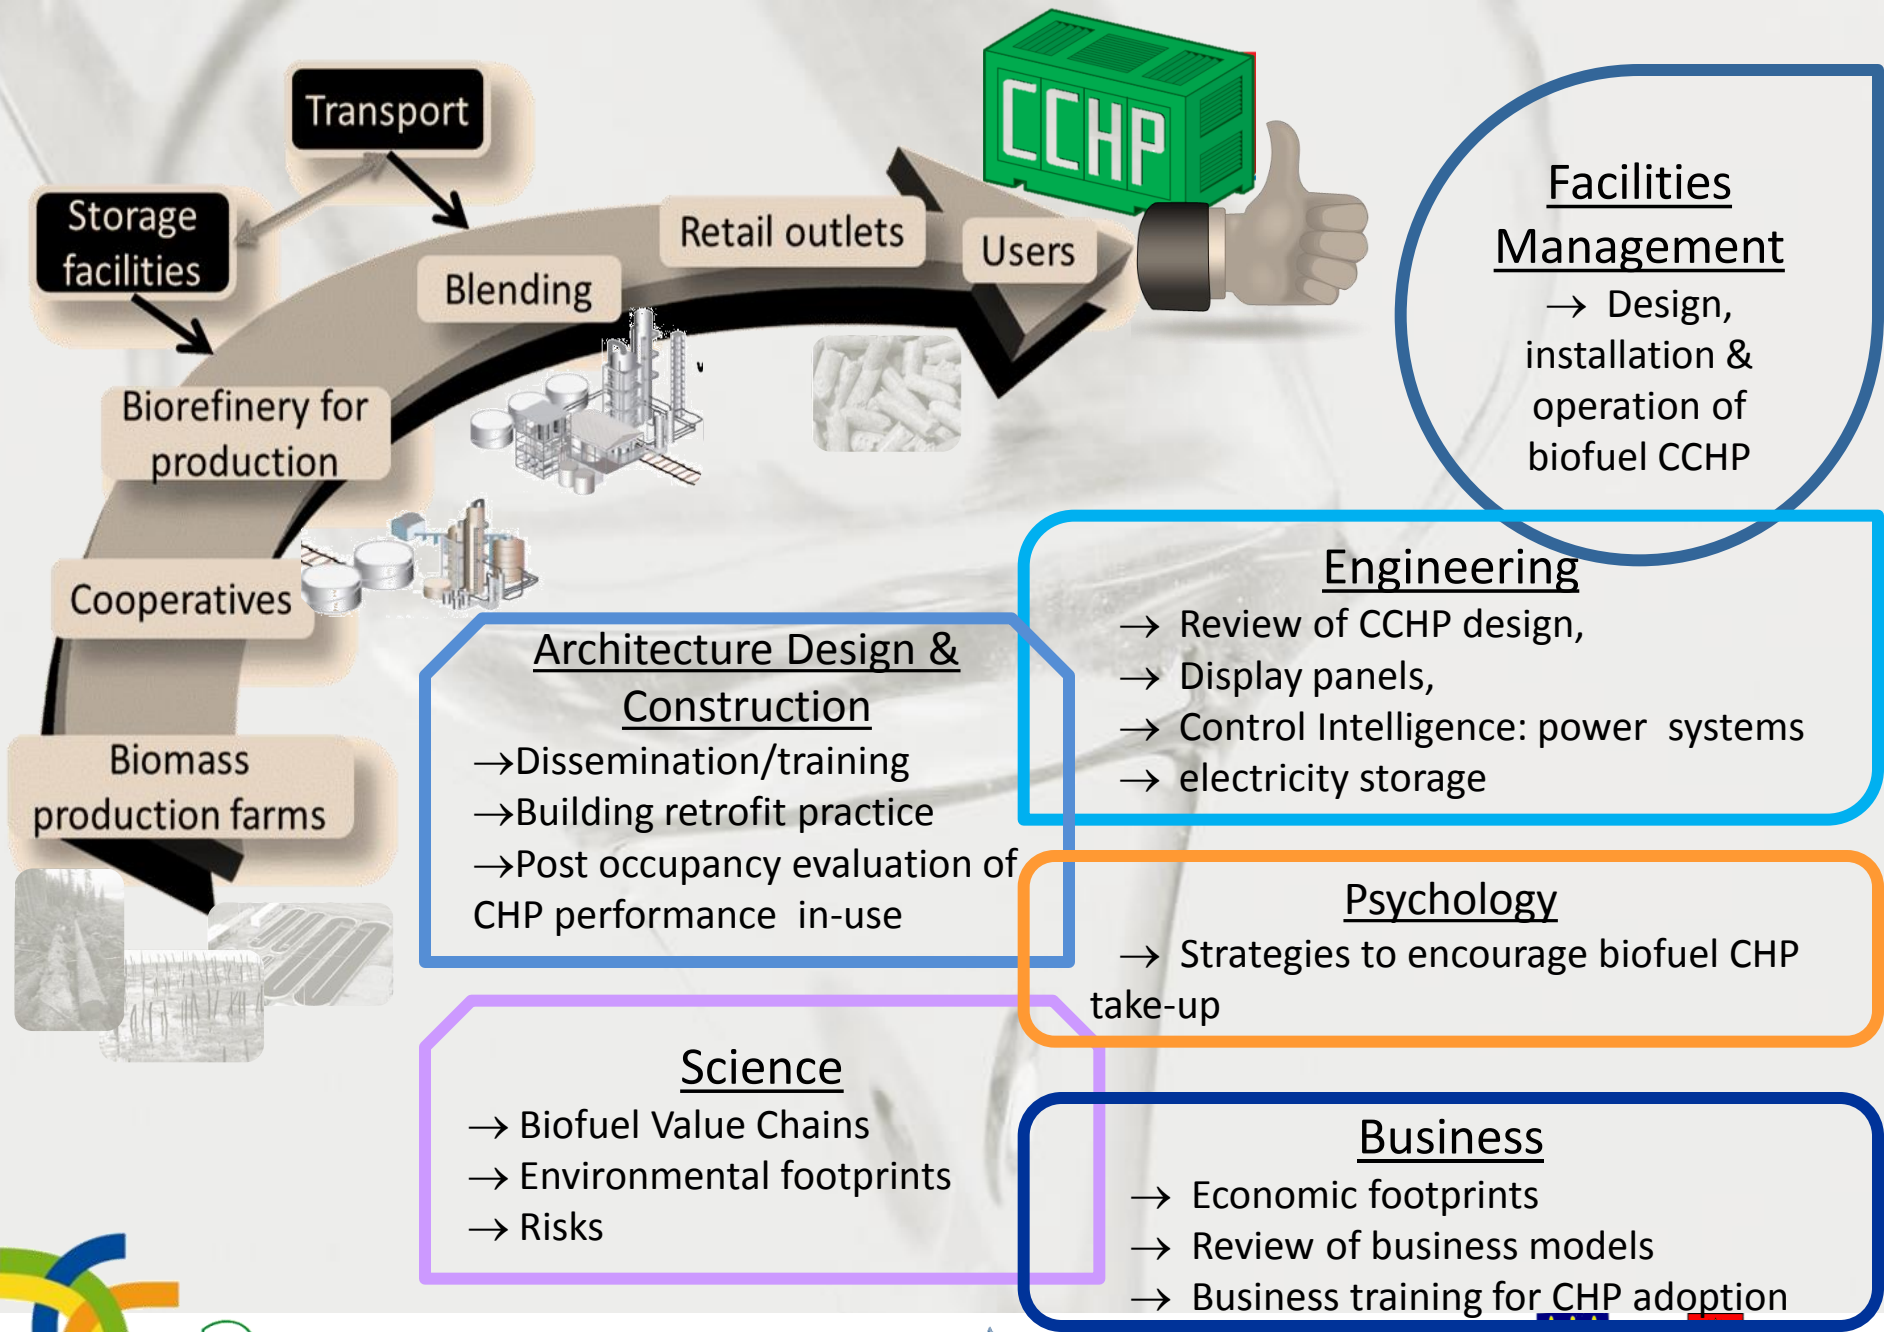 Transport
Storage
facilities
CCHP
Retail outlets
Users
Blending
Biorefinery for
production
Cooperatives
Biomass
production farms
Facilities
Management
→ Design,
installation &
operation of
biofuel CCHP
Engineering
→ Review of CCHP design,
→ Display panels,
→ Control Intelligence: power systems
→ electricity storage
Architecture Design &
Construction
→Dissemination/training
→Building retrofit practice
→Post occupancy evaluation of
CHP performance in-use
Psychology
→ Strategies to encourage biofuel CHP
take-up
Science
→ Biofuel Value Chains
→ Environmental footprints
→ Risks
Business
→ Economic footprints
→ Review of business models
→ Business training for CHP adoption